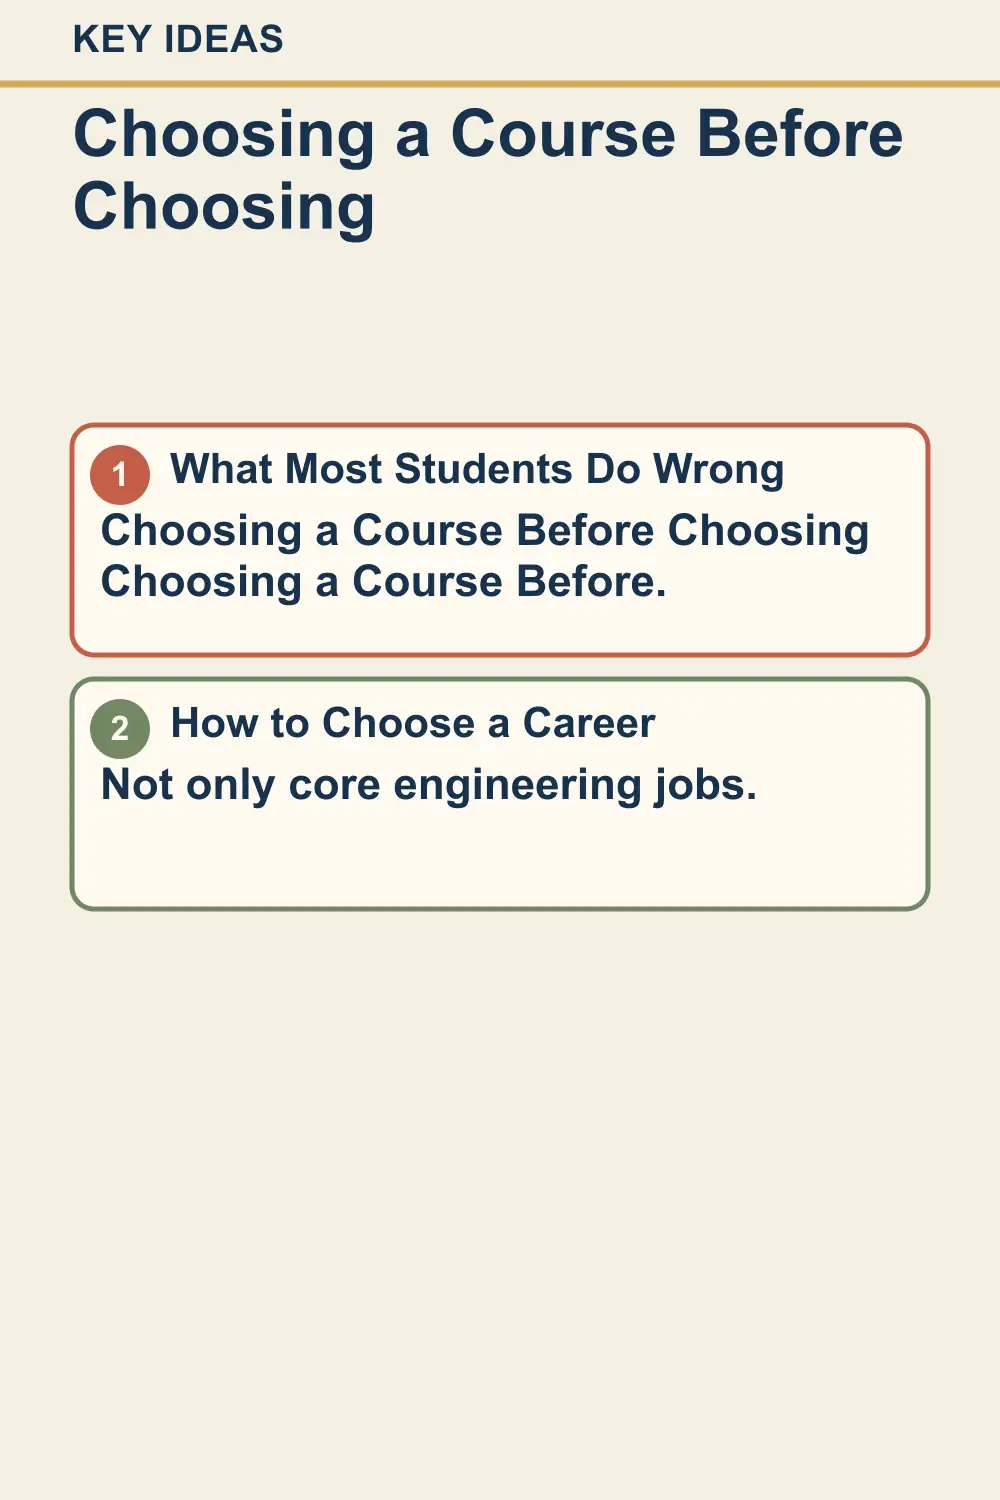 KEY IDEAS
Choosing a Course Before
Choosing
1 What Most Students Do Wrong
Choosing a Course Before Choosing
Choosing a Course Before.
2 How to Choose a Career
Not only core engineering jobs.